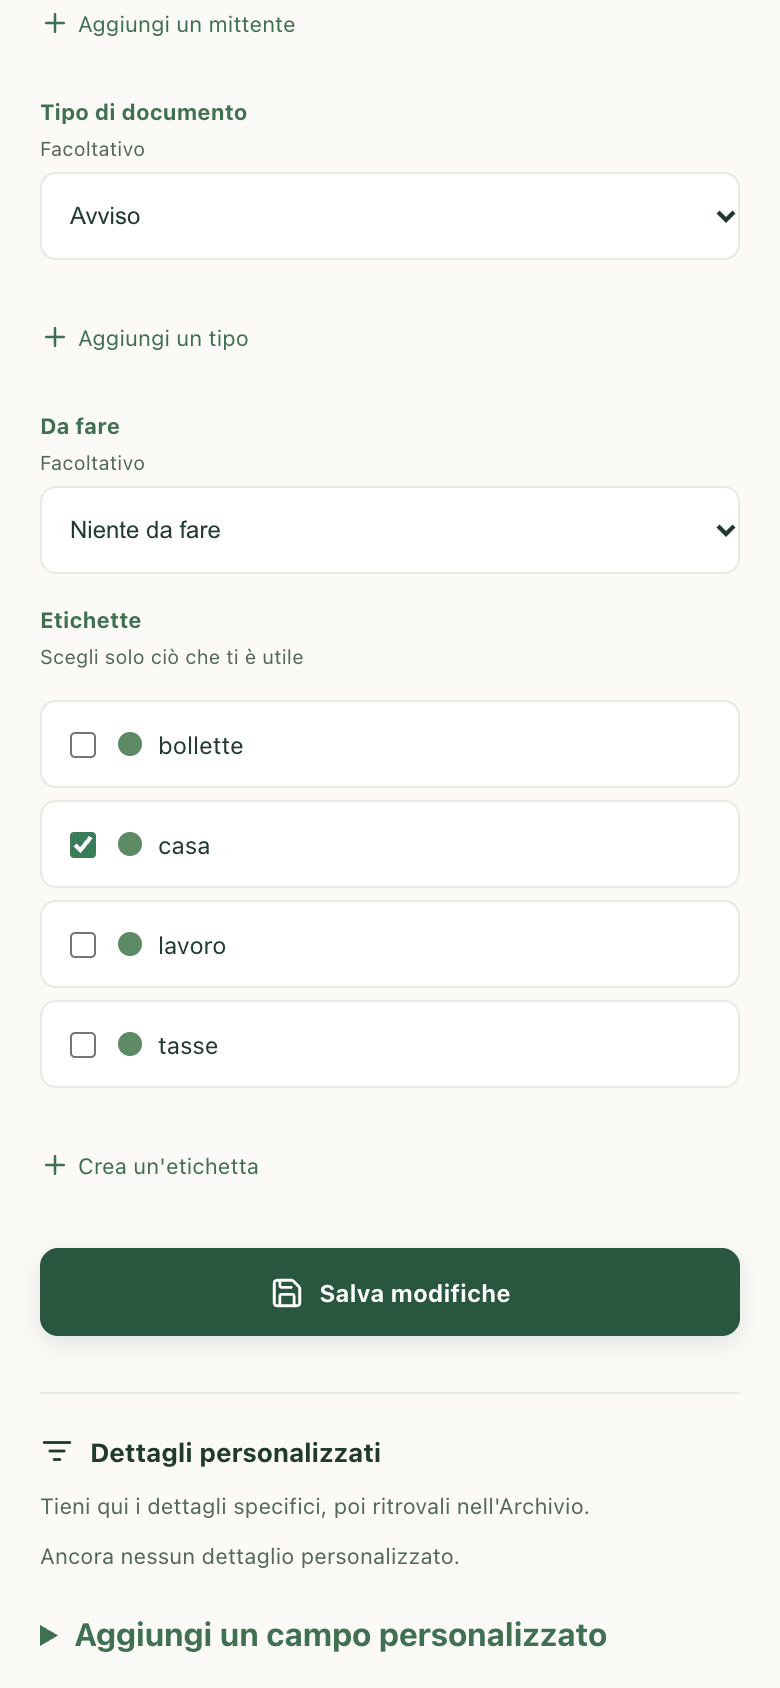 Aggiungi un mittente
Tipo di documento
Facoltativo
Avviso
Aggiungi un tipo
Da fare
Facoltativo
Niente da fare
Etichette
Scegli solo ciò che ti è utile
bollette
casa
lavoro
tasse
Crea un'etichetta
Salva modifiche
Dettagli personalizzati
Tieni qui i dettagli specifici, poi ritrovali nell'Archivio.
Ancora nessun dettaglio personalizzato.
Aggiungi un campo personalizzato